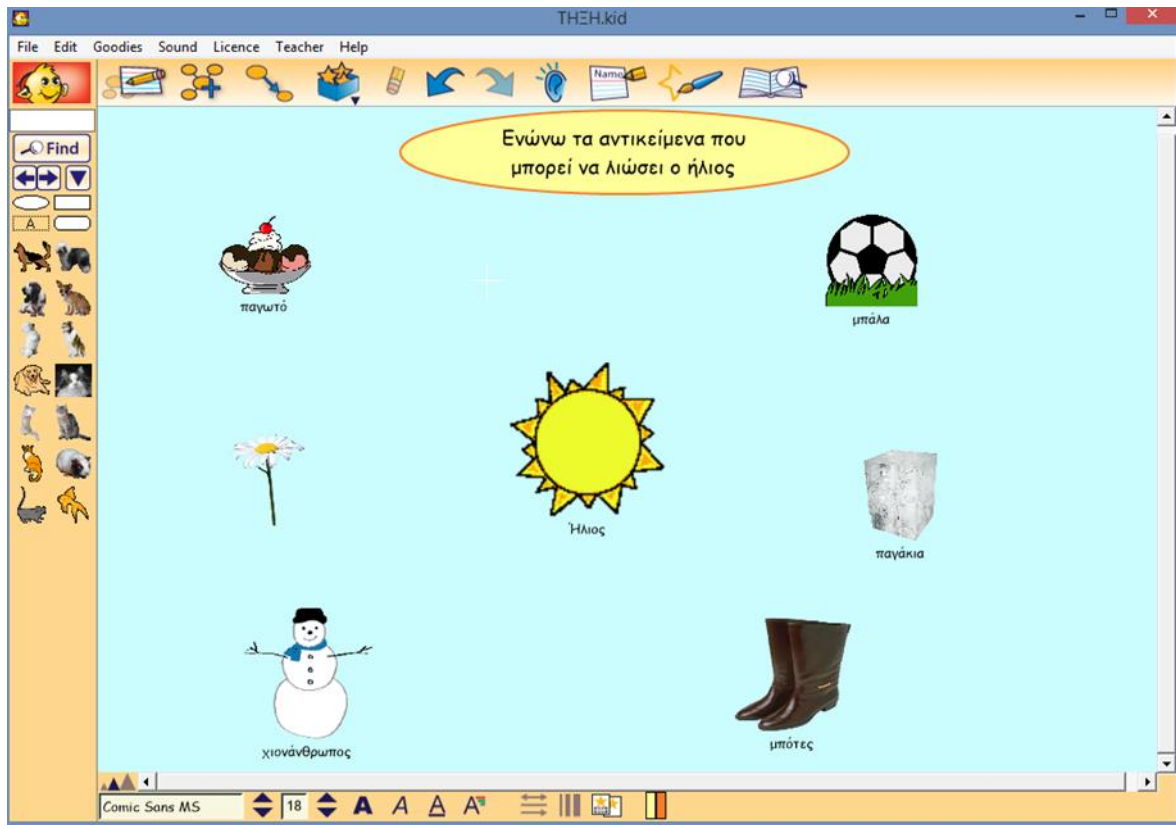 ΤΗΞΗ.kid
File Edit Goodies Sound Licence Teacher Help
Name
Find
A
Ενώνω τα αντικείμενα που
μπορεί να λιώσει ο ήλιος
παγωτό
μπάλα
Ήλιος
παγάκια
χιονάνθρωπος
μπότες
Comic Sans MS 18 A A A A